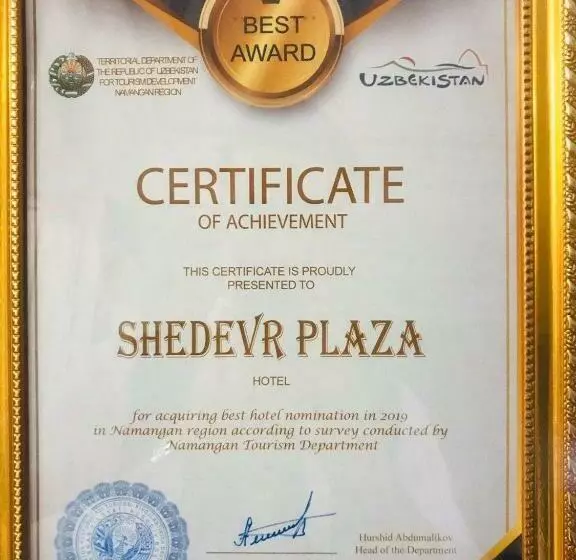 BEST
AWARD
TERRITORIAL DEPARTMENT OF
THE REPUBLIC OF UZBEKISTAN
FOR TOURISM DEVELOPMENT
NAMANGAN REGION
UZBEKISTAN
CERTIFICATE
OF ACHIEVEMENT
THIS CERTIFICATE IS PROUDLY
PRESENTED TO
SHEDEVR PLAZA
HOTEL
for acquiring best hotel nomination in 2019
in Namangan region according to survey conducted by
Namangan Tourism Department
Hurshid Abdumalikov
Head of the Department